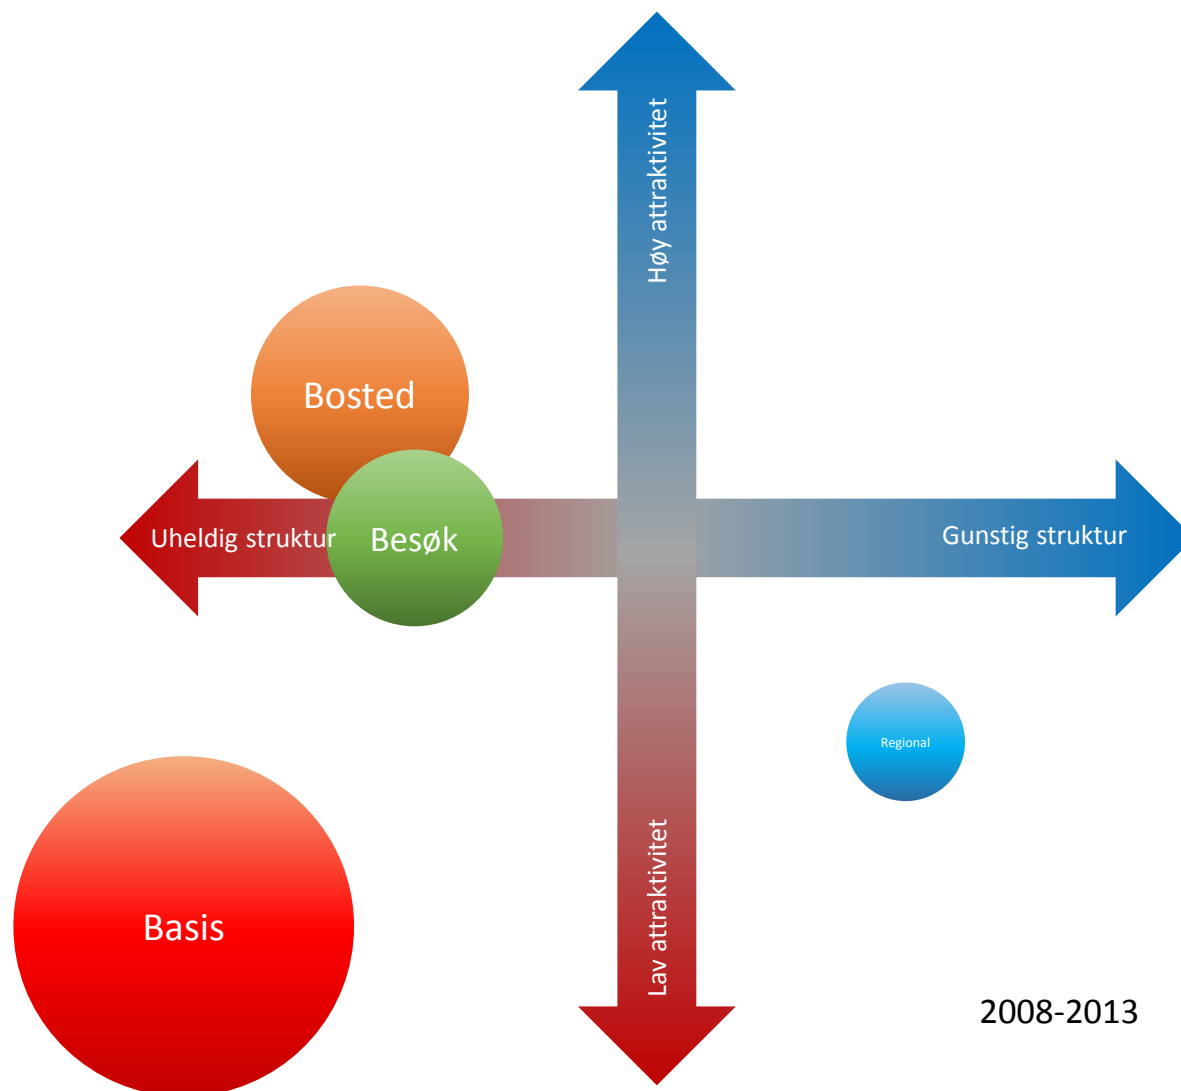 Høy attraktivitet
Bosted
Uheldig struktur
Besøk
Gunstig struktur
Regional
Lav attraktivitet
Basis
2008-2013